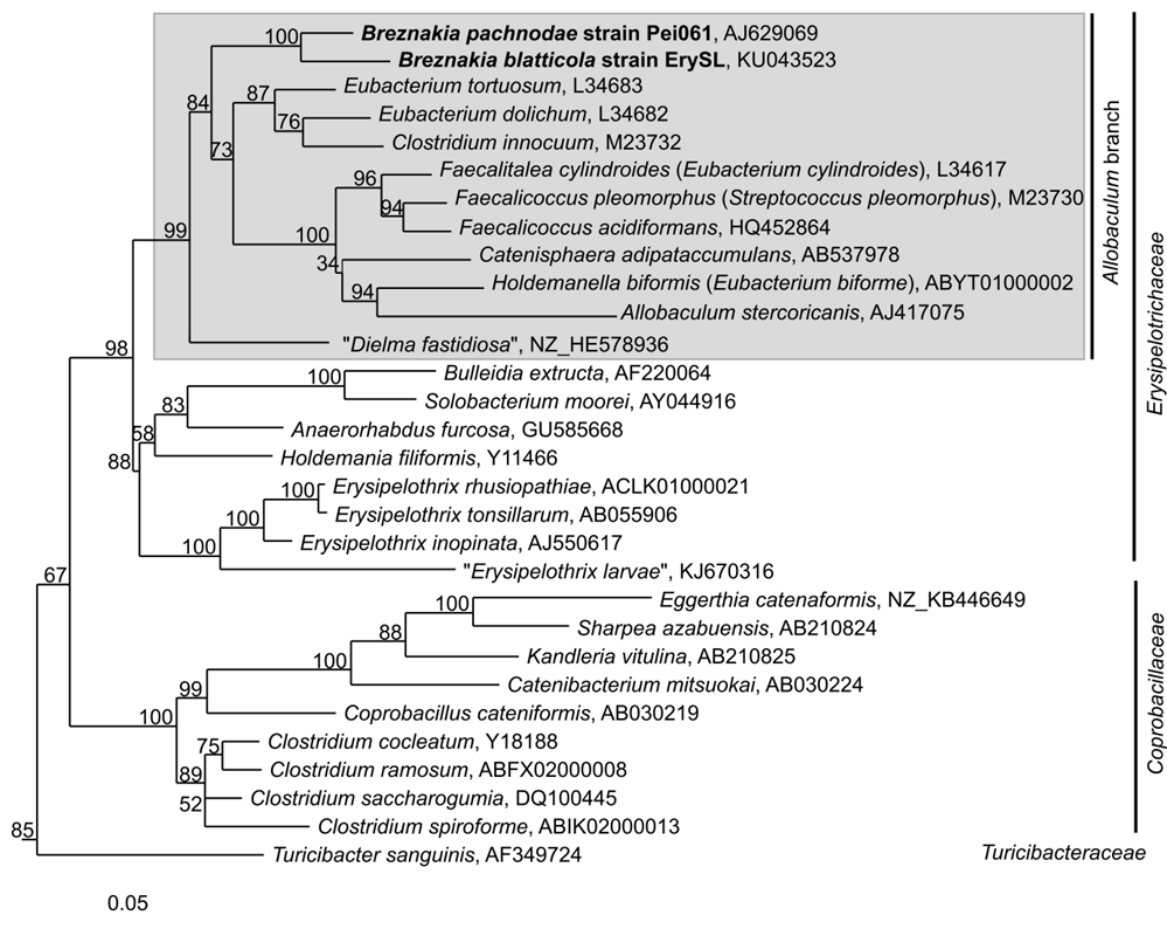 100
Breznakia pachnodae strain Pei061, AJ629069
Breznakia blatticola strain ErySL, KU043523
87
Eubacterium tortuosum, L34683
84
Eubacterium dolichum, L34682
76
73
Clostridium innocuum, M23732
Faecalitalea cylindroides (Eubacterium cylindroides), L34617
96
Faecalicoccus pleomorphus (Streptococcus pleomorphus), M23730
94
99
100
Faecalicoccus acidiformans, HQ452864
Catenisphaera adipataccumulans, AB537978
34
Holdemanella biformis (Eubacterium biforme), ABYT01000002
94
Allobaculum stercoricanis, AJ417075
"Dielma fastidiosa", NZ_HE578936
Allobaculum branch
98
Bulleidia extructa, AF220064
100
Solobacterium moorei, AY044916
83
Anaerorhabdus furcosa, GU585668
58
88
Holdemania filiformis, Y11466
Erysipelothrix rhusiopathiae, ACLK01000021
100
Erysipelothrix tonsillarum, AB055906
100
Erysipelothrix inopinata, AJ550617
100
"Erysipelothrix larvae", KJ670316
Erysipelotrichaceae
67
Eggerthia catenaformis, NZ_KB446649
100
Sharpea azabuensis, AB210824
88
Kandleria vitulina, AB210825
100
Catenibacterium mitsuokai, AB030224
99
Coprobacillus cateniformis, AB030219
100
Clostridium cocleatum, Y18188
75
Clostridium ramosum, ABFX02000008
89
Clostridium saccharogumia, DQ100445
52
Clostridium spiroforme, ABIK02000013
Coprobacillaceae
85
Turicibacter sanguinis, AF349724
Turicibacteraceae
0.05